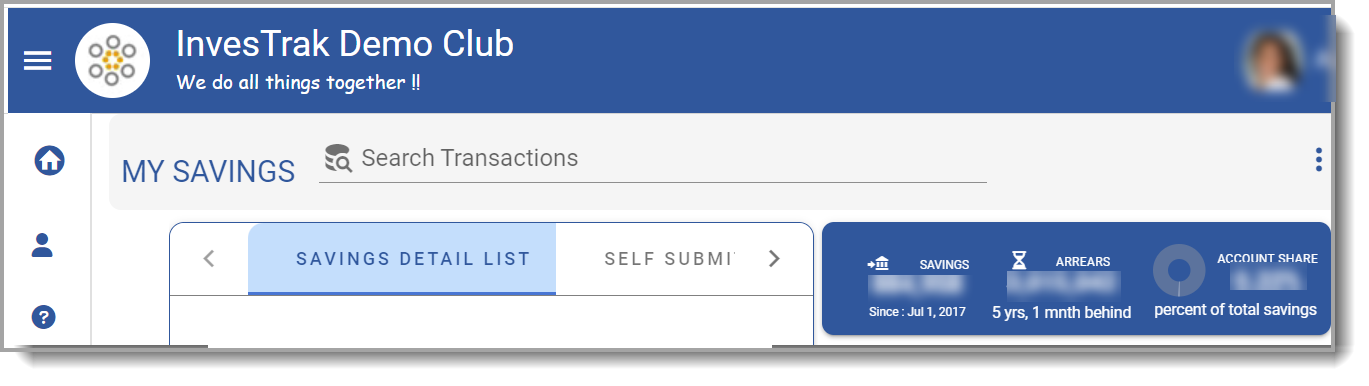 InvesTrak Demo Club
We do all things together !!
MY SAVINGS
Search Transactions
SAVINGS DETAIL LIST
SELF SUBMI
SAVINGS
Since : Jul 1, 2017
ARREARS
5 yrs, 1 mnth behind
ACCOUNT SHARE
percent of total savings